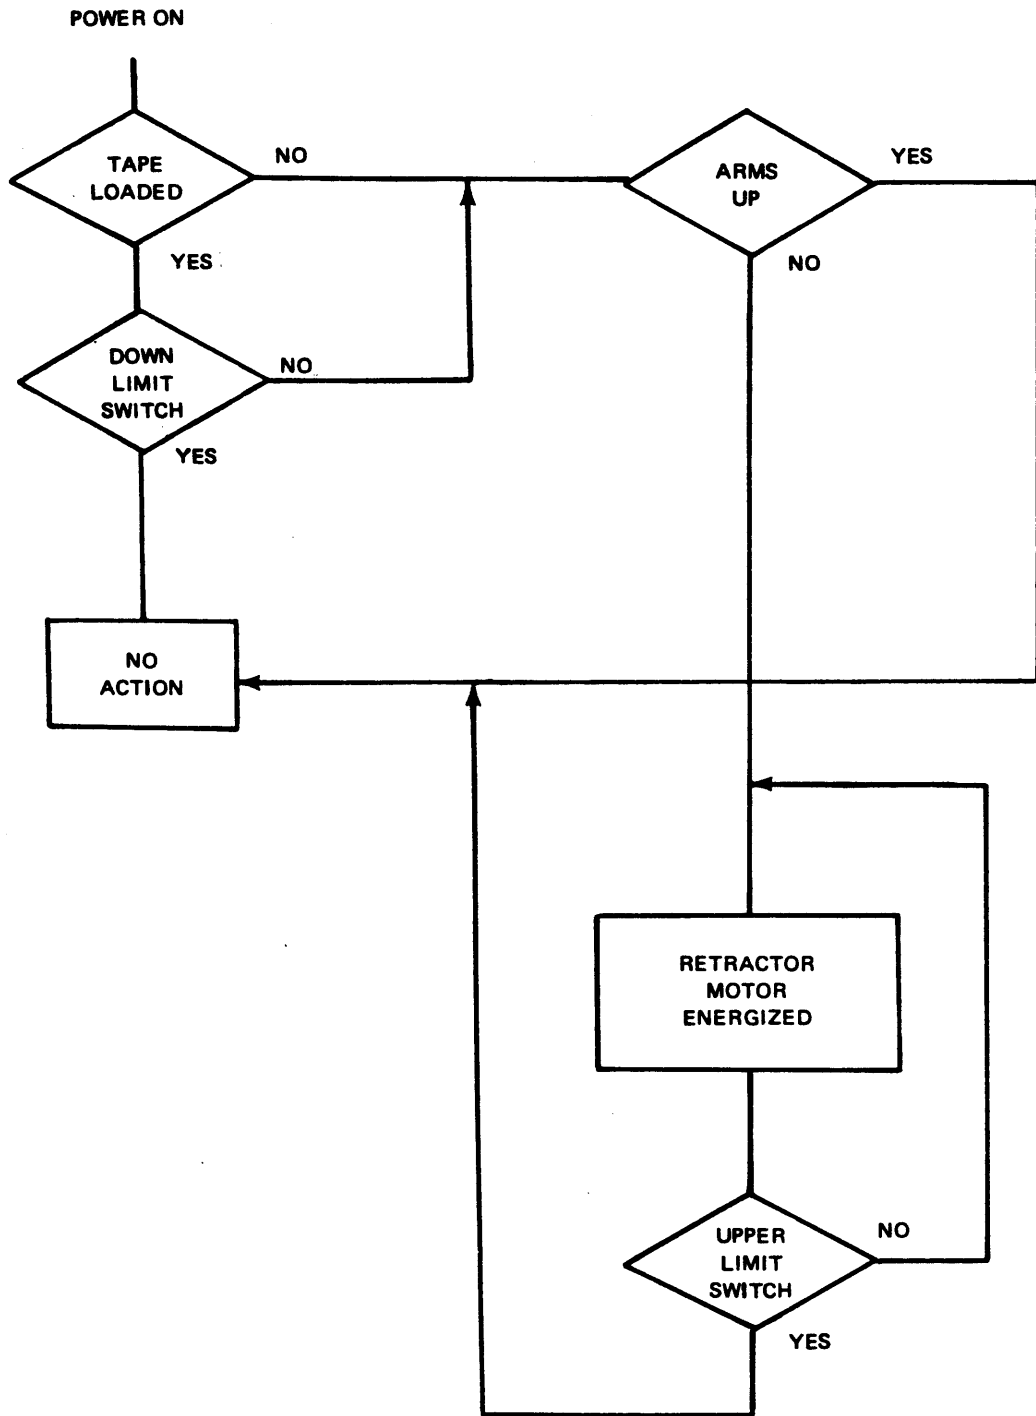 POWER ON
TAPE
LOADED
NO
YES
ARMS
UP
YES
NO
DOWN
LIMIT
SWITCH
NO
YES
NO
ACTION
RETRACTOR
MOTOR
ENERGIZED
UPPER
LIMIT
SWITCH
NO
YES